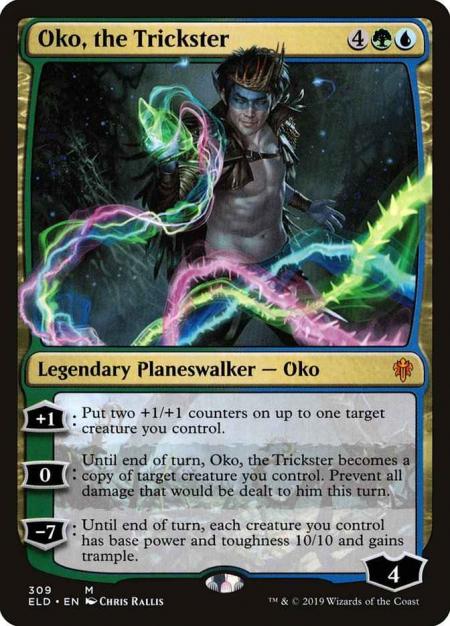 Oko, the Trickster 4
Legendary Planeswalker — Oko
+1 : Put two +1/+1 counters on up to one target
creature you control.
0 : Until end of turn, Oko, the Trickster becomes a
copy of target creature you control. Prevent all
damage that would be dealt to him this turn.
−7 : Until end of turn, each creature you control
has base power and toughness 10/10 and gains
trample.
4
309 M
ELD • EN Chris Rallis
™ & © 2019 Wizards of the Coast